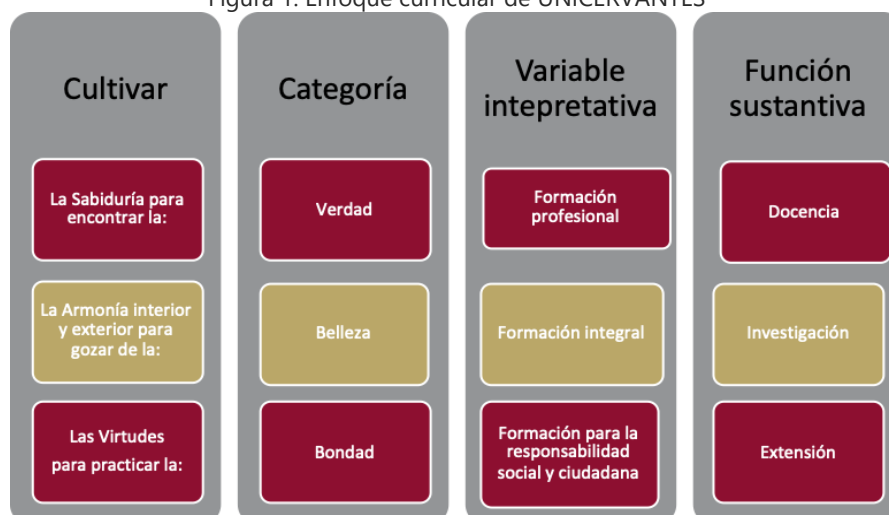 Figura 1. Enfoque curricular de UNICERVANTES
Cultivar
La Sabiduría para
encontrar la:
La Armonía interior
y exterior para
gozar de la:
Las Virtudes
para practicar la:
Categoría
Verdad
Belleza
Bondad
Variable
intepretativa
Formación
profesional
Formación integral
Formación para la
responsabilidad
social y ciudadana
Función
sustantiva
Docencia
Investigación
Extensión